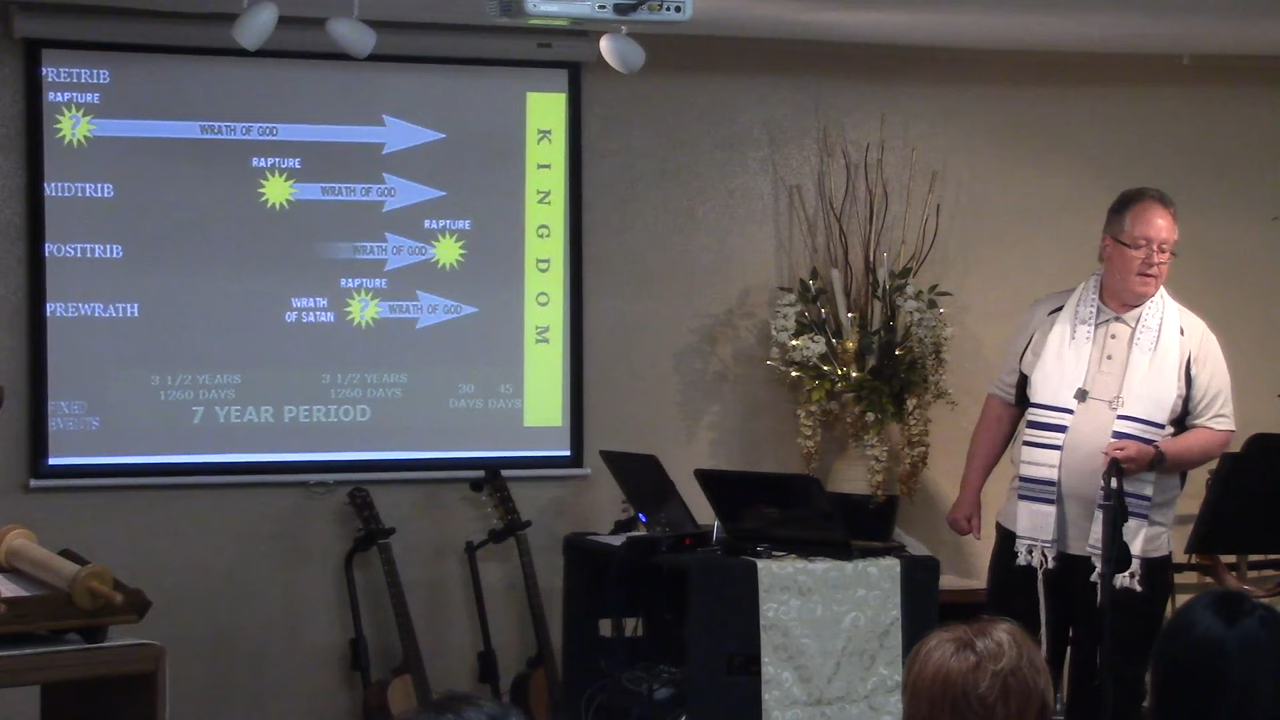 PRETRIB
RAPTURE
?
WRATH OF GOD
RAPTURE
MIDTRIB
WRATH OF GOD
RAPTURE
POSTTRIB
WRATH OF GOD
RAPTURE
PREWRATH
WRATH
OF SATAN
?
WRATH OF GOD
KINGDOM
3 1/2 YEARS
1260 DAYS
3 1/2 YEARS
1260 DAYS
30
DAYS
45
DAYS
7 YEAR PERIOD
FIXED
EVENTS